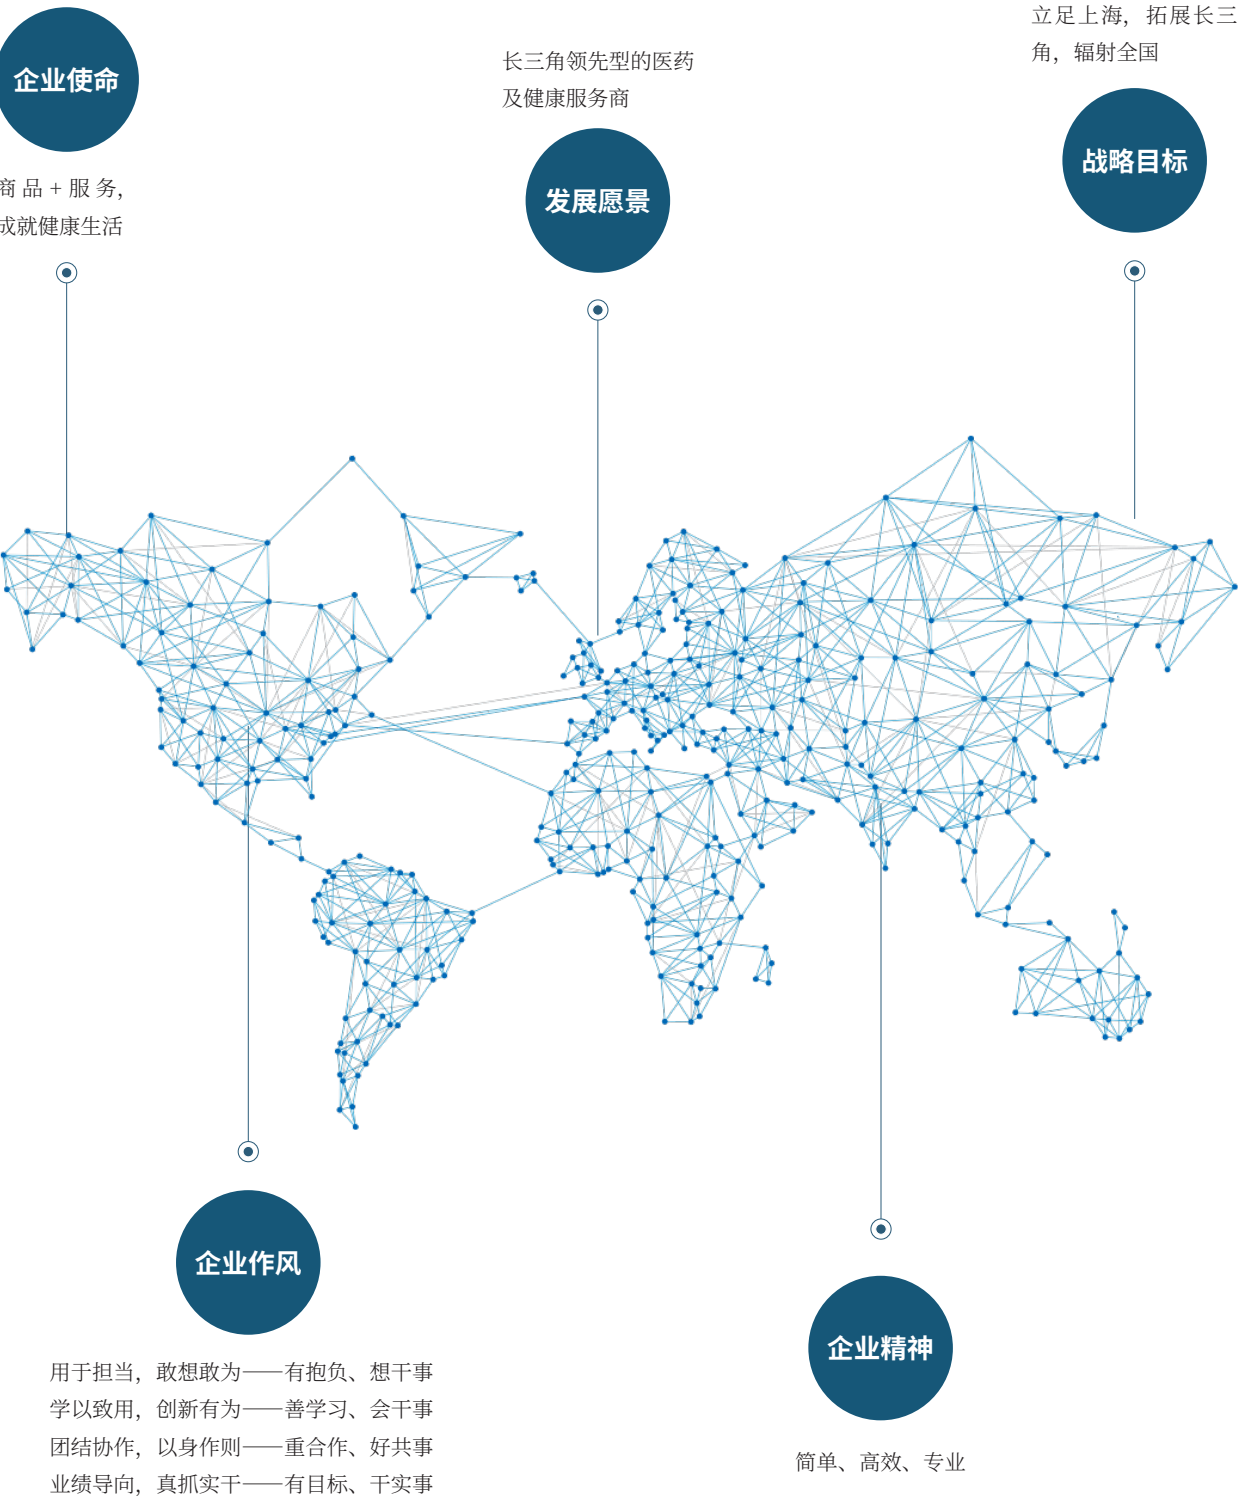 企业使命
商品+服务，
成就健康生活
长三角领先型的医药
及健康服务商
发展愿景
立足上海，拓展长三
角，辐射全国
战略目标
企业作风
用于担当，敢想敢为——有抱负、想干事
学以致用，创新有为——善学习、会干事
团结协作，以身作则——重合作、好共事
业绩导向，真抓实干——有目标、干实事
企业精神
简单、高效、专业